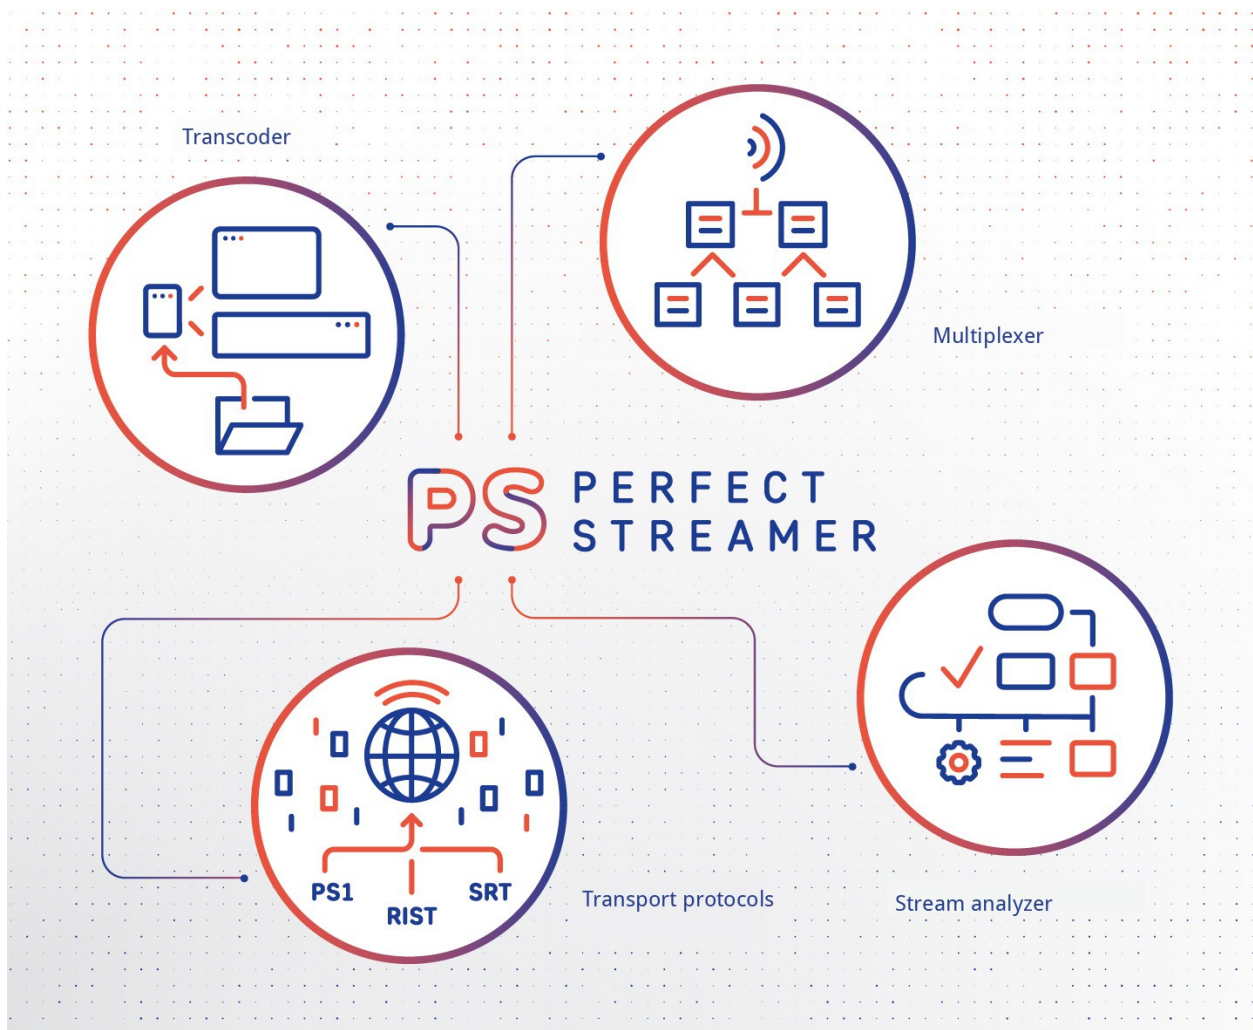 Transcoder
Multiplexer
PS PERFECT
STREAMER
PS1
RIST
SRT
Transport protocols
Stream analyzer